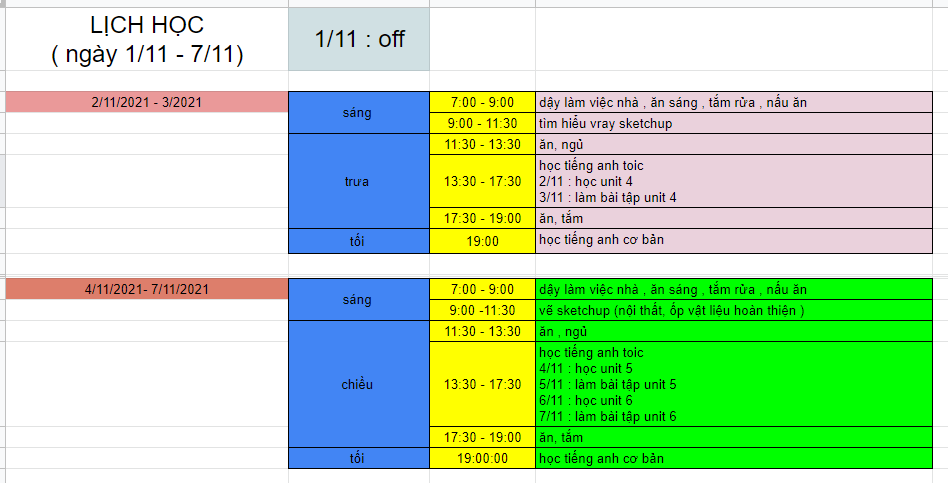 LỊCH HỌC
( ngày 1/11 - 7/11)
1/11 : off
2/11/2021 - 3/2021
sáng
7:00 - 9:00
dậy làm việc nhà , ăn sáng , tắm rửa , nấu ăn
9:00 - 11:30
tìm hiểu vray sketchup
trưa
11:30 - 13:30
ăn, ngủ
13:30 - 17:30
học tiếng anh toic
2/11 : học unit 4
3/11 : làm bài tập unit 4
17:30 - 19:00
ăn, tắm
tối
19:00
học tiếng anh cơ bản
4/11/2021- 7/11/2021
sáng
7:00 - 9:00
dậy làm việc nhà , ăn sáng , tắm rửa , nấu ăn
9:00 -11:30
vẽ sketchup (nội thất, ốp vật liệu hoàn thiện )
chiều
11:30 - 13:30
ăn , ngủ
13:30 - 17:30
học tiếng anh toic
4/11 : học unit 5
5/11 : làm bài tập unit 5
6/11 : học unit 6
7/11 : làm bài tập unit 6
17:30 - 19:00
ăn, tắm
tối
19:00:00
học tiếng anh cơ bản